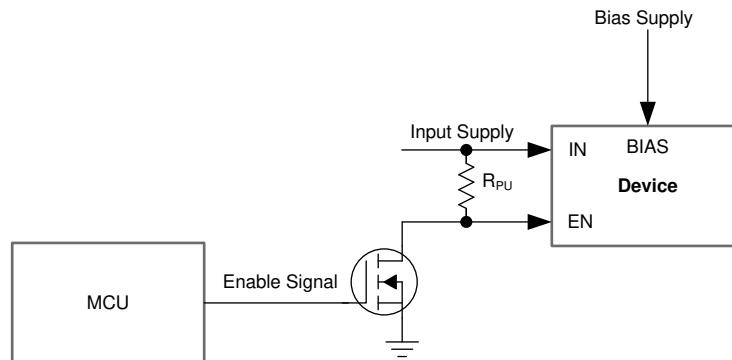 Bias Supply
Input Supply
IN
BIAS
R_PU
Device
EN
Enable Signal
MCU